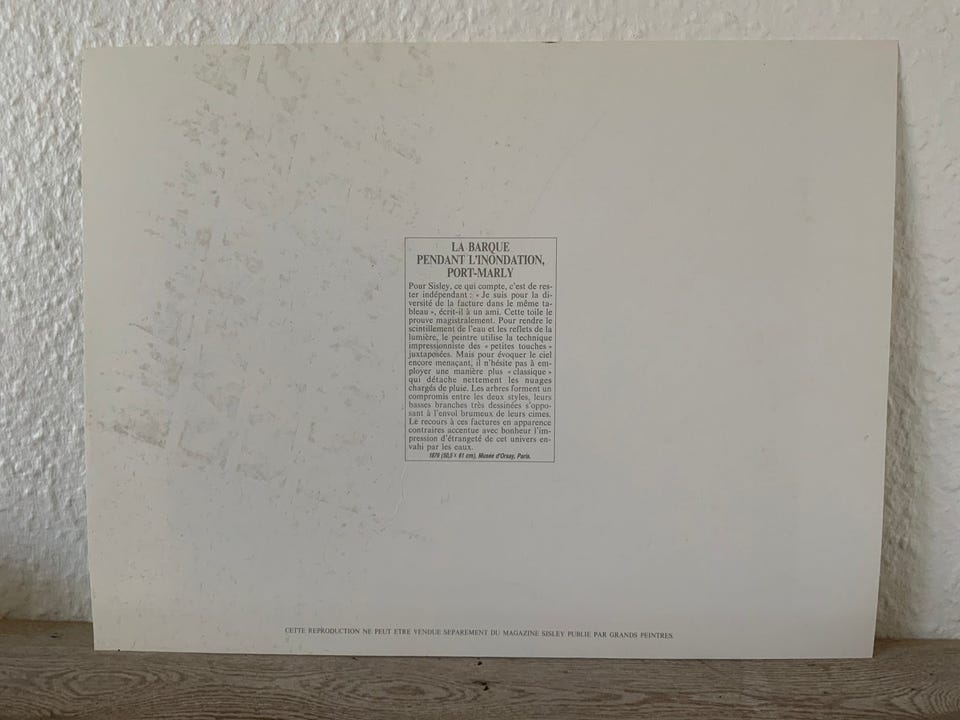 LA BARQUE
PENDANT L'INONDATION,
PORT-MARLY
Pour Sisley, ce qui compte, c'est de res-
ter indépendant : « Je suis pour la di-
versité de la facture dans le même ta-
bleau », écrit-il à un ami. Cette toile le
prouve magistralement. Pour rendre le
scintillement de l'eau et les reflets de la
lumière, le peintre utilise la technique
impressionniste des « petites touches »
juxtaposées. Mais pour évoquer le ciel
encore menaçant, il n'hésite pas à em-
ployer une manière plus « classique »
qui détache nettement les nuages
chargés de pluie. Les arbres forment un
compromis entre les deux styles, leurs
basses branches très dessinées s'oppo-
sant à l'envol brumeux de leurs cimes.
Le recours à ces factures en apparence
contraires accentue avec bonheur l'im-
pression d'étrangeté de cet univers en-
vahi par les eaux.
1876 (50,5 x 61 cm), Musée d'Orsay, Paris.
CETTE REPRODUCTION NE PEUT ETRE VENDUE SEPAREMENT DU MAGAZINE SISLEY PUBLIE PAR GRANDS PEINTRES.